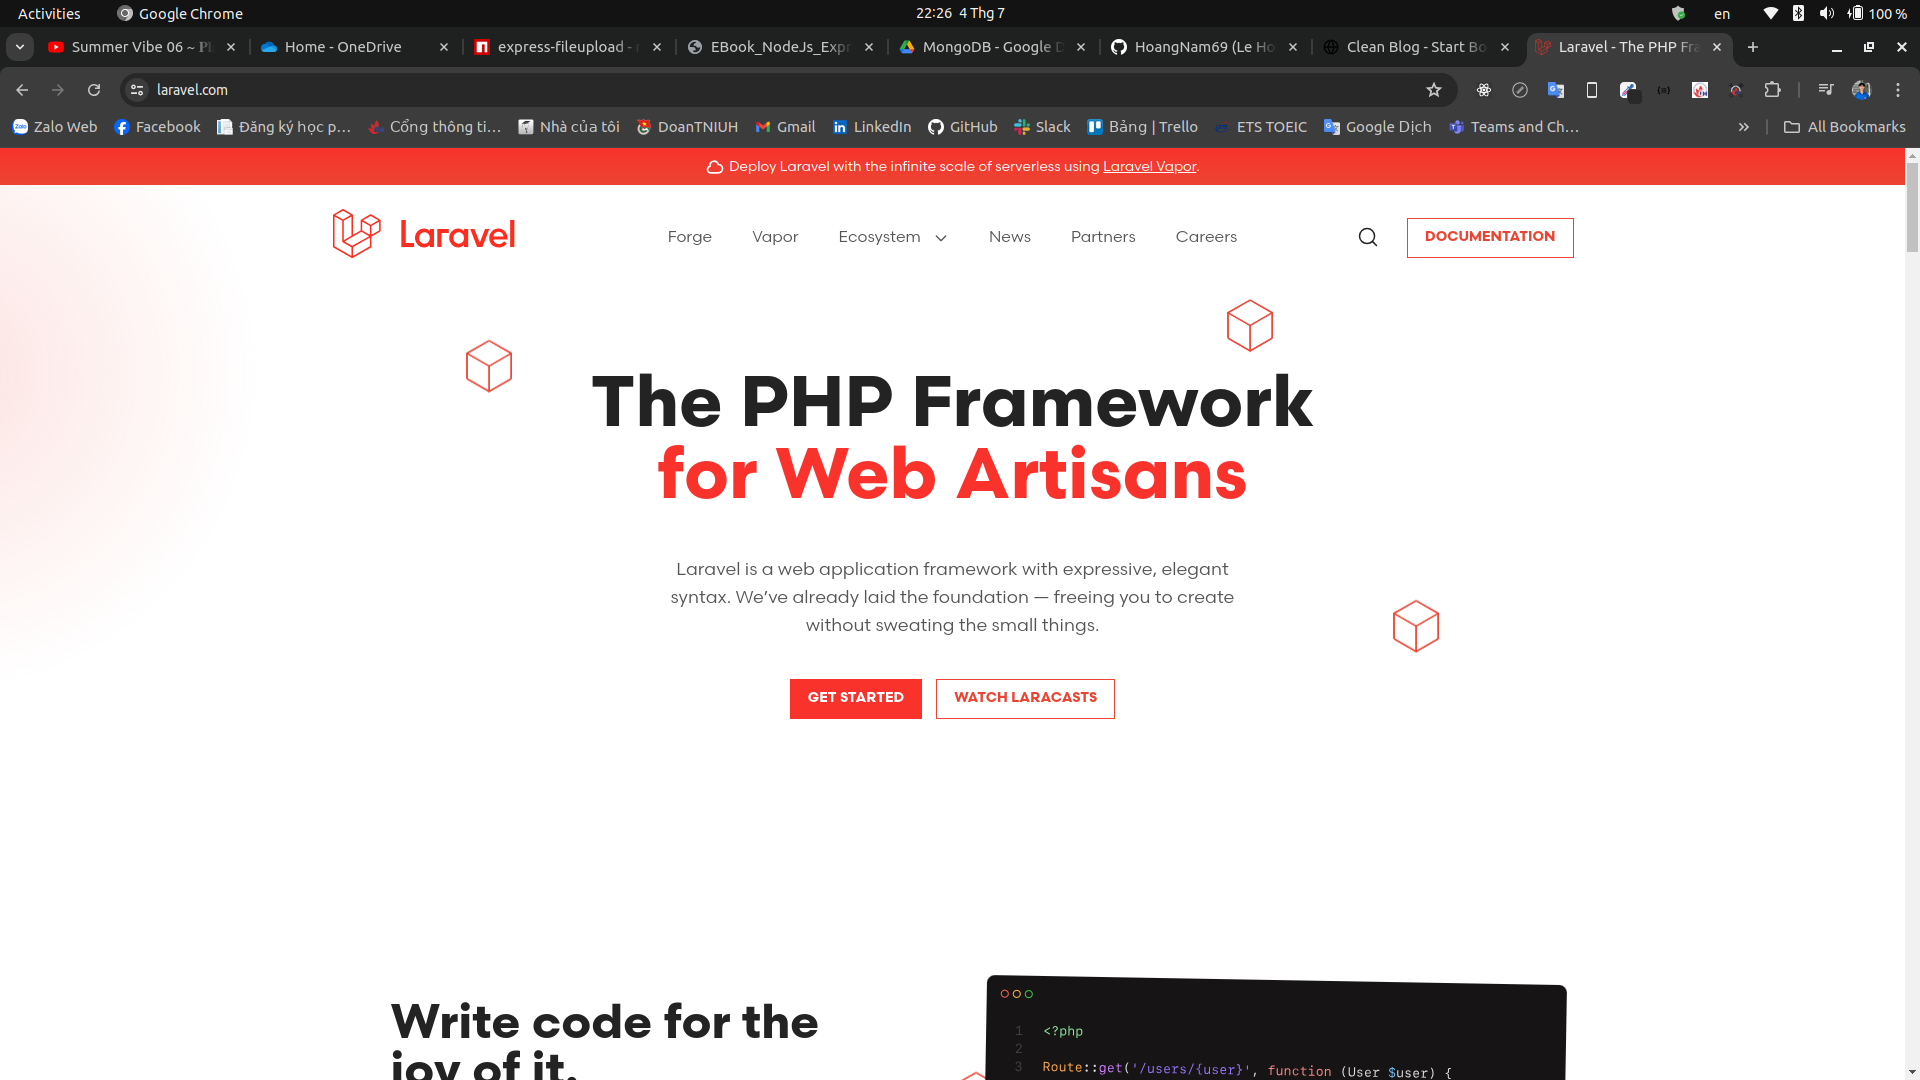 Activities Google Chrome 22:26 4 Thg 7 en 100 %
Summer Vibe 06 ~ Home - OneDrive express-fileupload - EBook_NodeJs_Exp MongoDB - Google HoangNam69 (Le Ho Clean Blog - Start Bo Laravel - The PHP Fra
laravel.com
Zalo Web Facebook Đăng ký học p... Cổng thông ti... Nhà của tôi DoanTNIUH Gmail LinkedIn GitHub Slack Bảng | Trello ETS TOEIC Google Dịch Teams and Ch... All Bookmarks
Deploy Laravel with the infinite scale of serverless using Laravel Vapor.
Laravel Forge Vapor Ecosystem News Partners Careers DOCUMENTATION
The PHP Framework
for Web Artisans
Laravel is a web application framework with expressive, elegant
syntax. We’ve already laid the foundation — freeing you to create
without sweating the small things.
GET STARTED WATCH LARACASTS
Write code for the
joy of it.
1 <?php
2
3 Route::get('/users/{user}', function (User $user) {